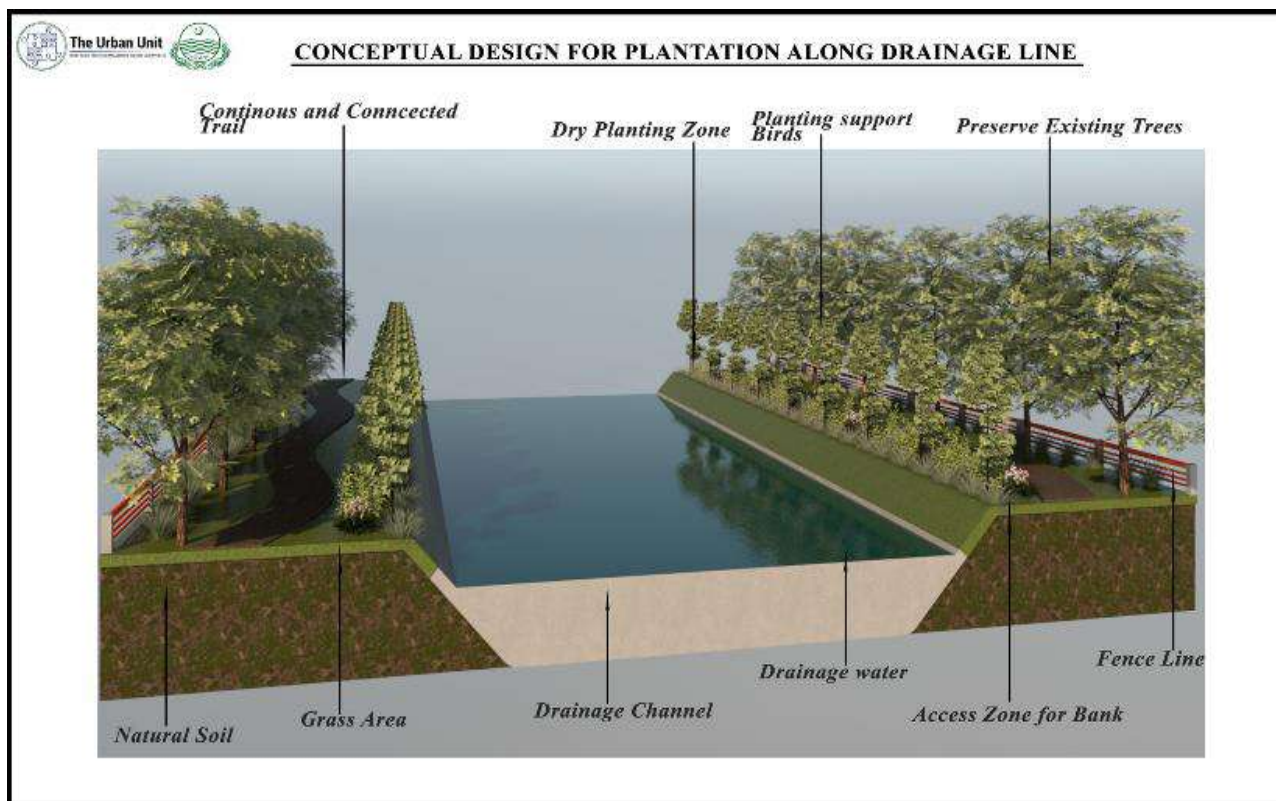 The Urban Unit
CONCEPTUAL DESIGN FOR PLANTATION ALONG DRAINAGE LINE
Continous and Conncected
Trail
Dry Planting Zone
Planting support
Birds
Preserve Existing Trees
Natural Soil
Grass Area
Drainage Channel
Drainage water
Access Zone for Bank
Fence Line